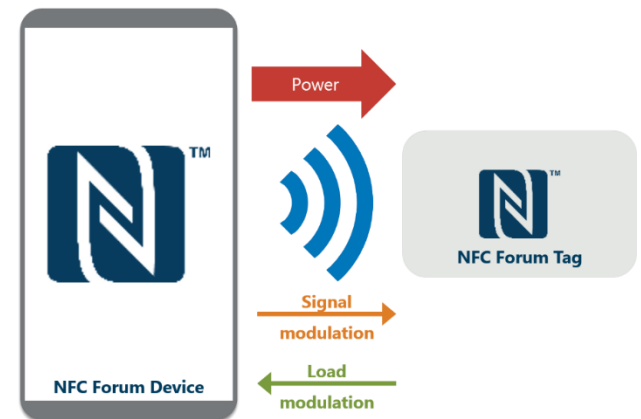 Power
TM
TM
NFC Forum Tag
Signal
modulation
NFC Forum Device
Load
modulation